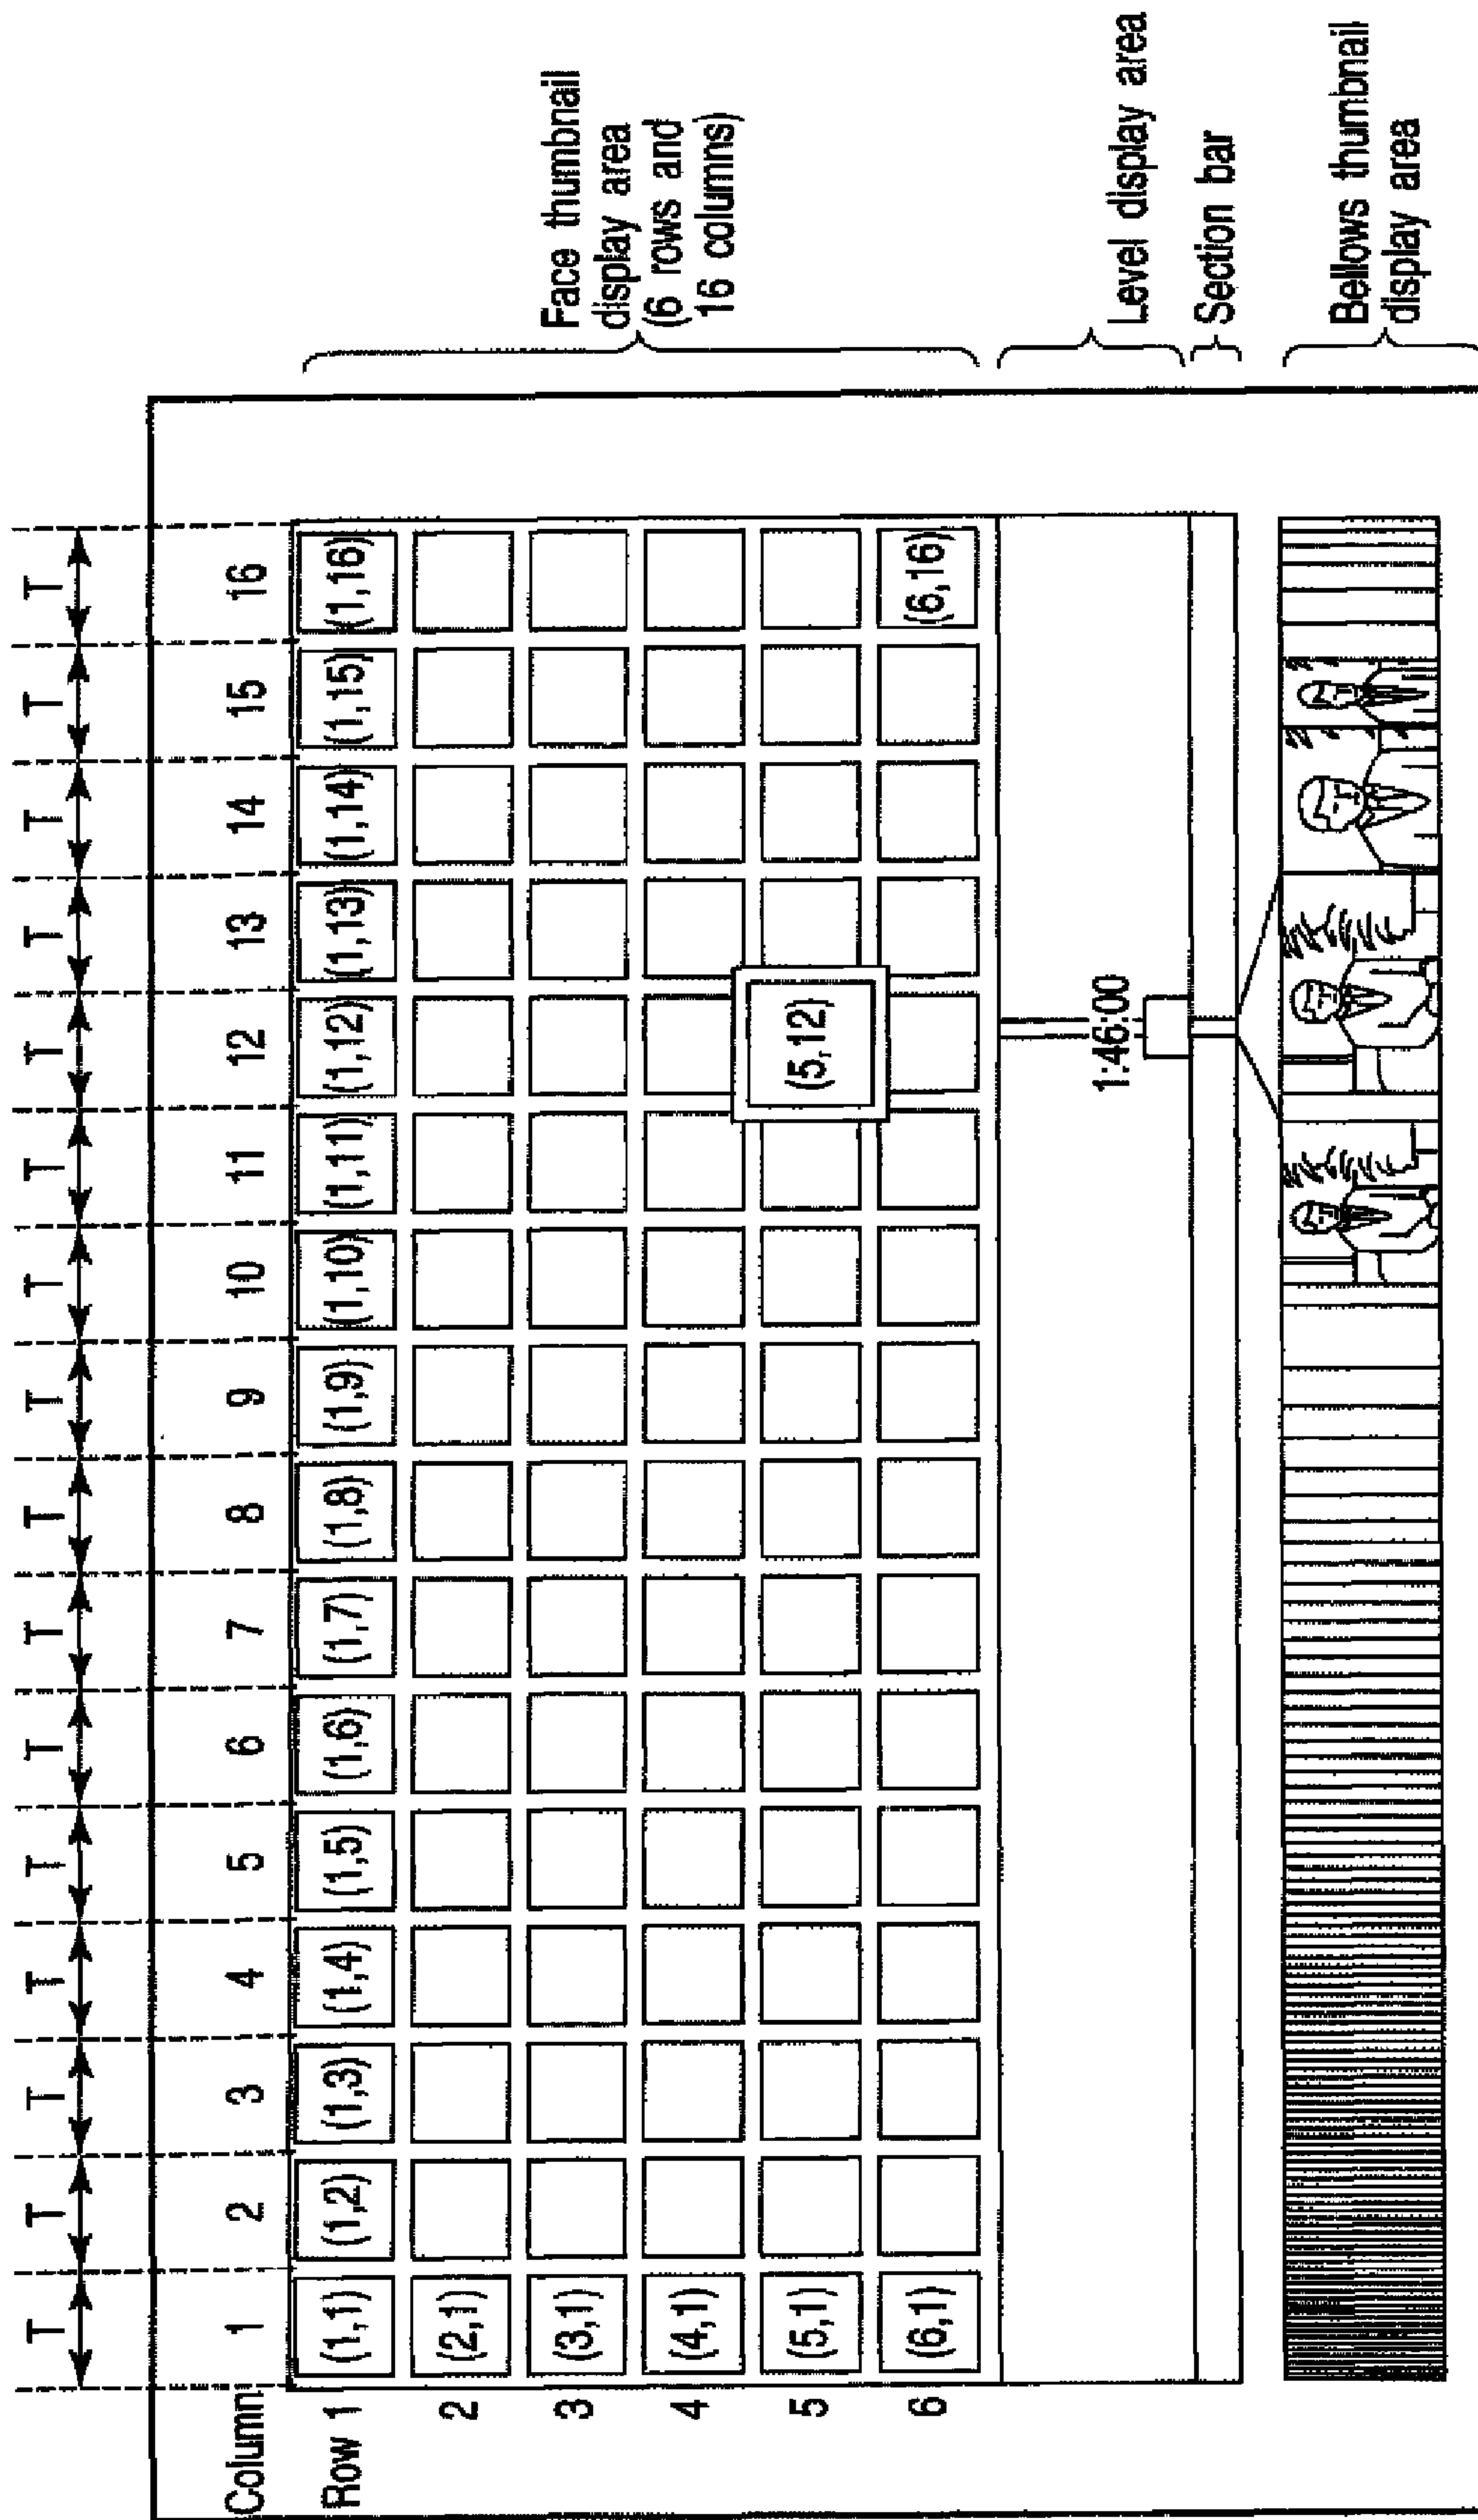 T T T T T T T T T T T T T T T T
Column 1 2 3 4 5 6 7 8 9 10 11 12 13 14 15 16
Row 1 (1,1) (1,2) (1,3) (1,4) (1,5) (1,6) (1,7) (1,8) (1,9) (1,10) (1,11) (1,12) (1,13) (1,14) (1,15) (1,16)
2 (2,1)
3 (3,1)
4 (4,1)
5 (5,1) (5,12)
6 (6,1) (6,16)
Face thumbnail
display area
(6 rows and
16 columns)
1:46:00
Level display area
Section bar
Bellows thumbnail
display area